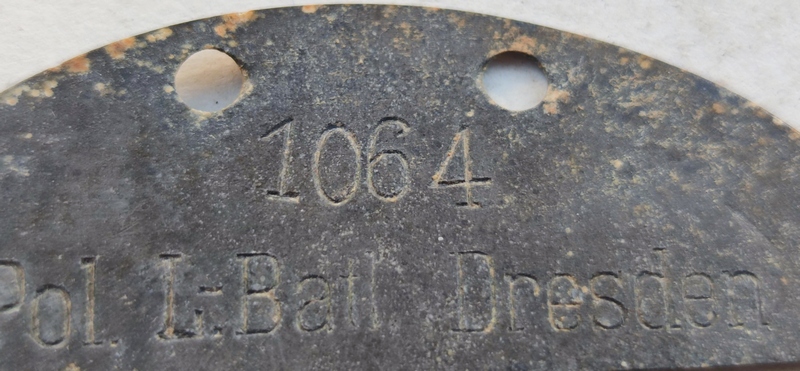 1064
Pol. L.-Batl. Dresden